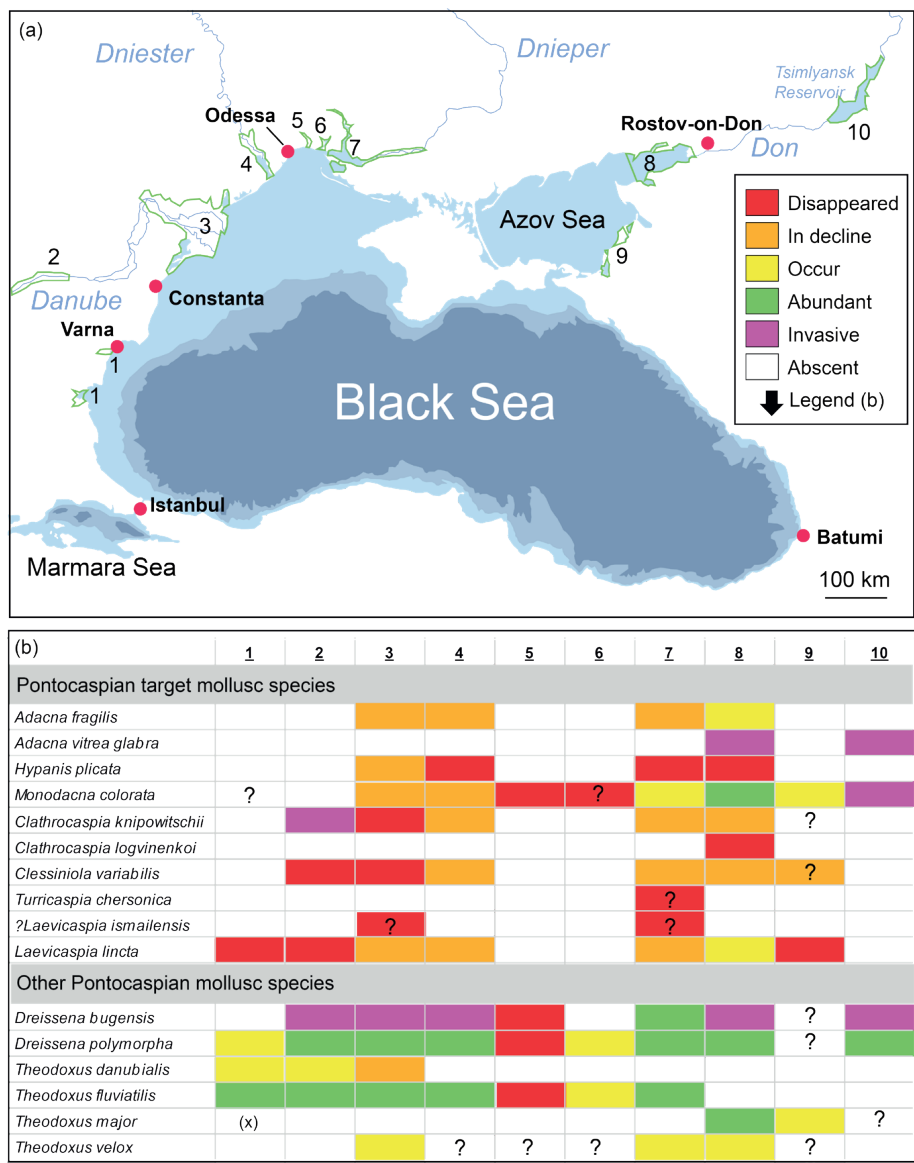 (a)
Dniester
Dnieper
Tsimlyansk
Reservoir
Odessa
5
6
7
4
Rostov-on-Don
10
Don
8
Azov Sea
3
2
9
Danube
Constanta
Varna
1
1
Black Sea
Istanbul
Marmara Sea
Batumi
100 km
Disappeared
In decline
Occur
Abundant
Invasive
Abscent
Legend (b)
(b) 1 2 3 4 5 6 7 8 9 10
Pontocaspian target mollusc species
Adacna fragilis
Adacna vitrea glabra
Hypanis plicata
Monodacna colorata ? ?
Clathrocaspia knipowitschii ?
Clathrocaspia logvinenkoi
Clessiniola variabilis ?
Turricaspia chersonica ?
?Laevicaspia ismailensis ? ?
Laevicaspia lincta
Other Pontocaspian mollusc species
Dreissena bugensis ?
Dreissena polymorpha ?
Theodoxus danubialis
Theodoxus fluviatilis
Theodoxus major (x) ?
Theodoxus velox ? ? ? ?